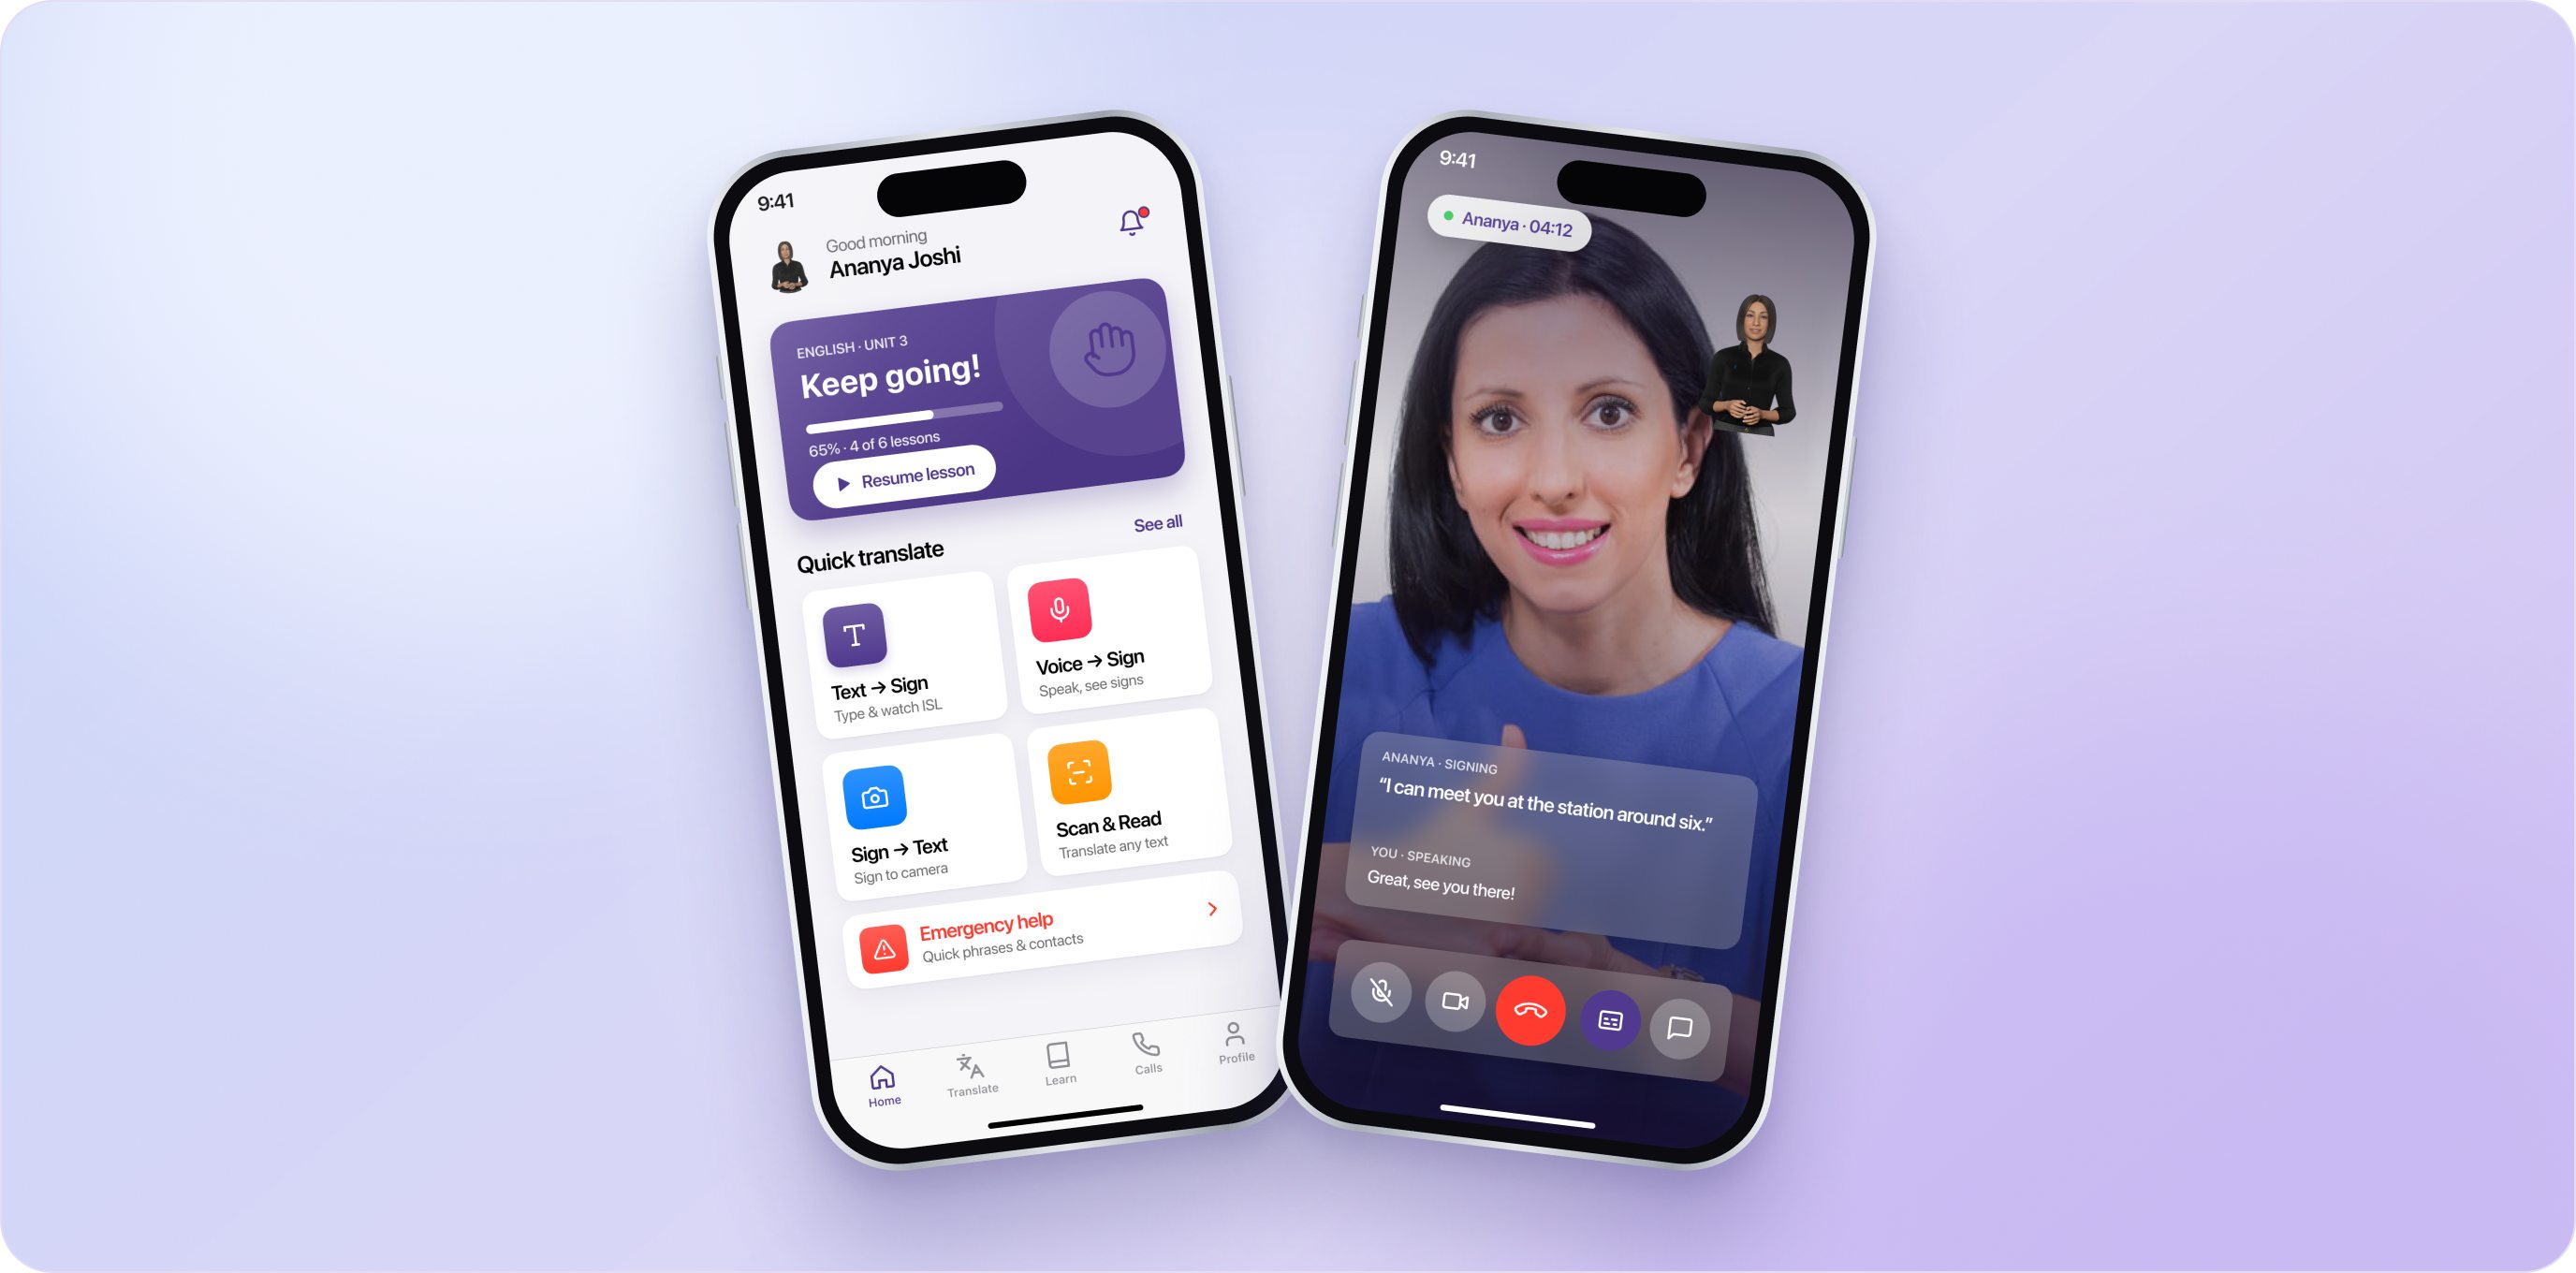 9:41
Good morning
Ananya Joshi
ENGLISH · UNIT 3
Keep going!
65% · 4 of 6 lessons
Resume lesson
Quick translate
See all
T
Text → Sign
Type & watch ISL
Voice → Sign
Speak, see signs
Sign → Text
Sign to camera
Scan & Read
Translate any text
Emergency help
Quick phrases & contacts
Home
Translate
Learn
Calls
Profile
9:41
Ananya · 04:12
ANANYA · SIGNING
“I can meet you at the station around six.”
YOU · SPEAKING
Great, see you there!